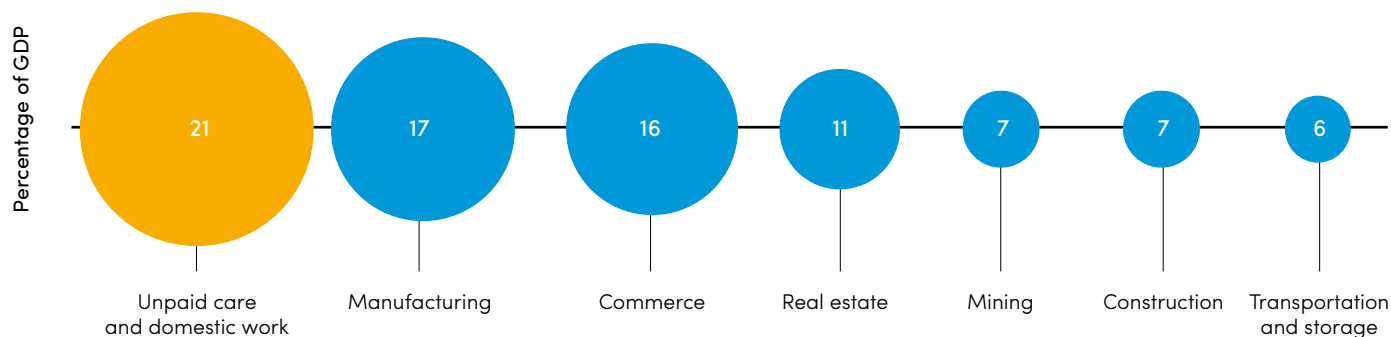 Percentage of GDP
21
17
16
11
7
7
6
Unpaid care
and domestic work
Manufacturing
Commerce
Real estate
Mining
Construction
Transportation
and storage